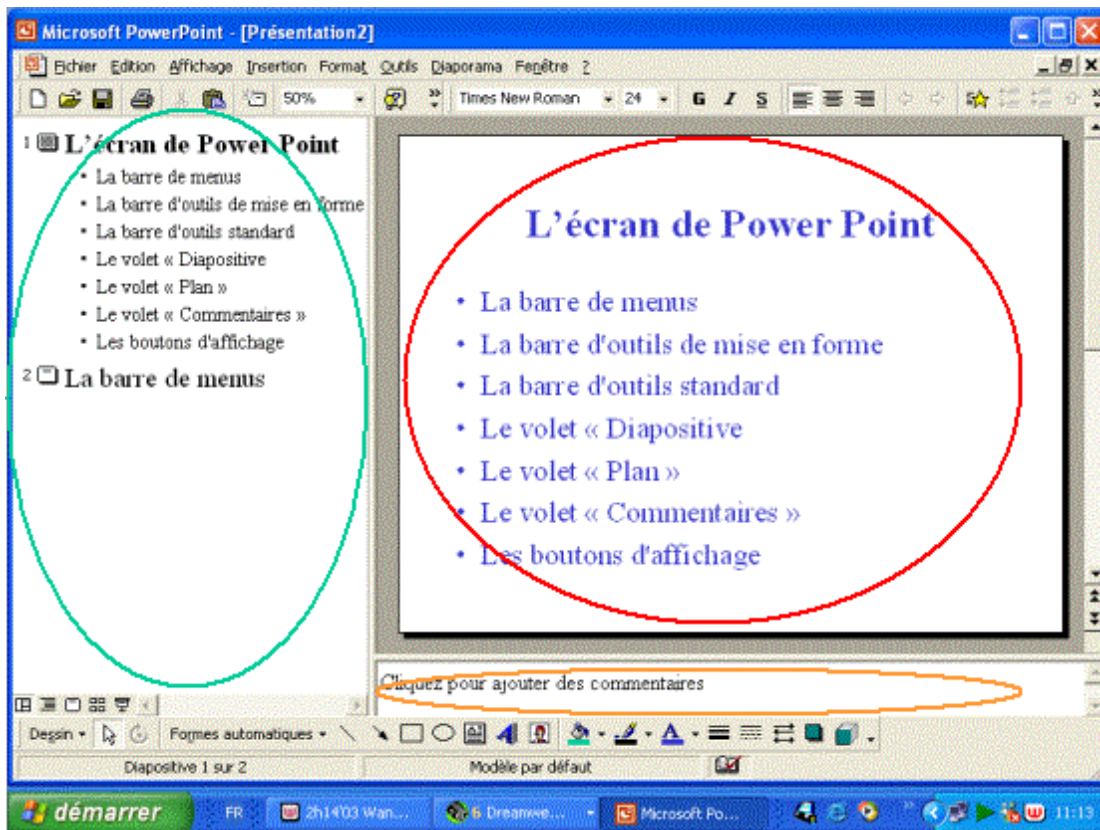 Microsoft PowerPoint - [Présentation2]
Fichier Edition Affichage Insertion Format Outils Diaporama Fenêtre ?
50% Times New Roman 24 G I S
1 L'écran de Power Point
• La barre de menus
• La barre d'outils de mise en forme
• La barre d'outils standard
• Le volet « Diapositive
• Le volet « Plan »
• Le volet « Commentaires »
• Les boutons d'affichage
2 La barre de menus
L'écran de Power Point
• La barre de menus
• La barre d'outils de mise en forme
• La barre d'outils standard
• Le volet « Diapositive
• Le volet « Plan »
• Le volet « Commentaires »
• Les boutons d'affichage
Cliquez pour ajouter des commentaires
Dessin Formes automatiques
Diapositive 1 sur 2 Modèle par défaut
démarrer FR 2h14'03 Wan... 6 Dreamwe... Microsoft Po... 11:13